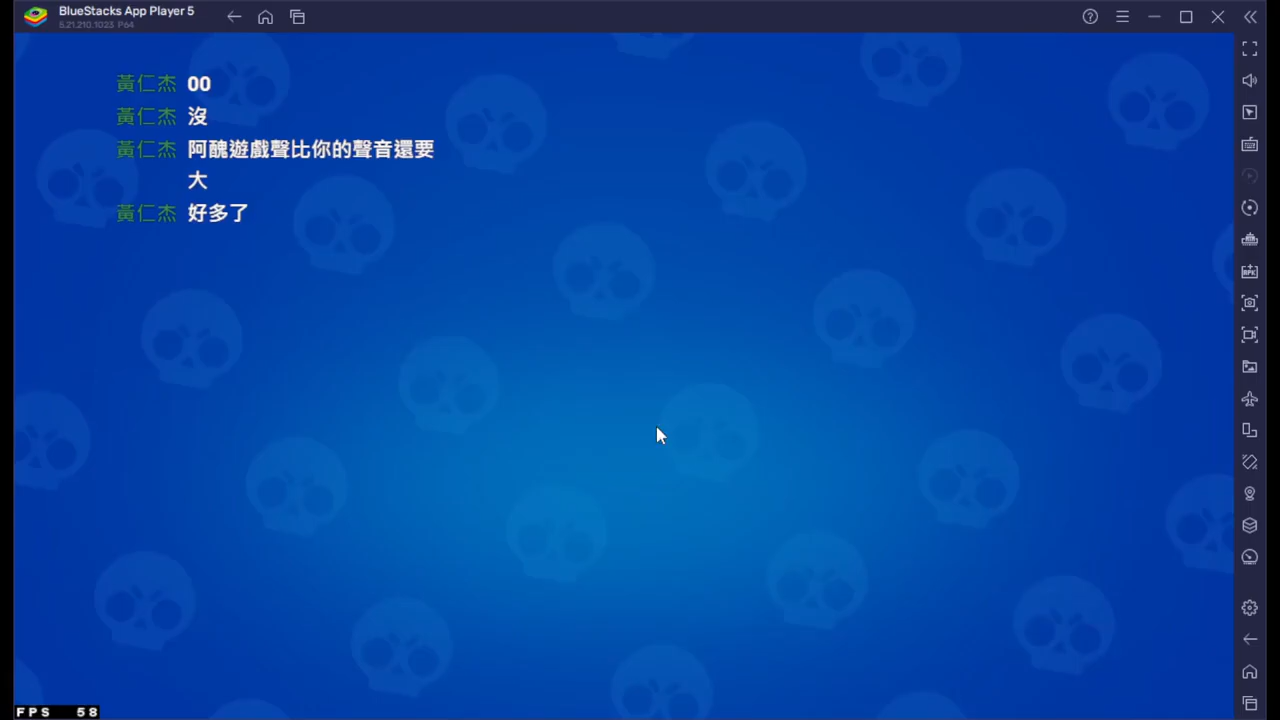 BlueStacks App Player 5
5.21.210.1023 P64
黃仁杰 00
黃仁杰 沒
黃仁杰 阿醜遊戲聲比你的聲音還要
大
黃仁杰 好多了
FPS 58